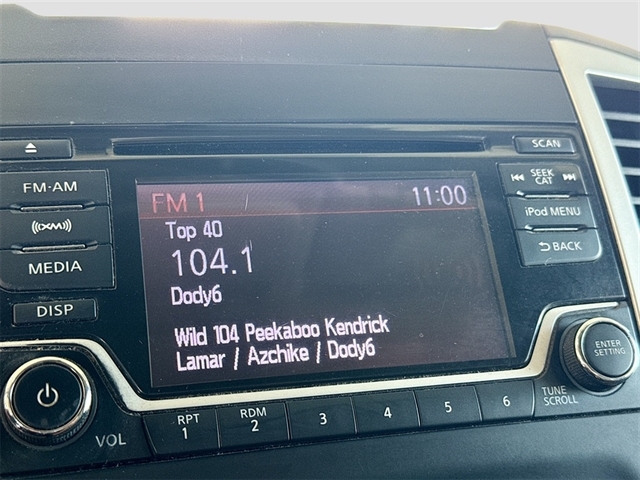 SCAN
FM·AM
SEEK
CAT
FM 1 11:00
Top 40
(((XM)))
iPod MENU
104.1
MEDIA
BACK
Dody6
DISP
Wild 104 Peekaboo Kendrick
Lamar / Azchike / Dody6
ENTER
SETTING
VOL
RPT
1
RDM
2
3
4
5
6
TUNE
SCROLL